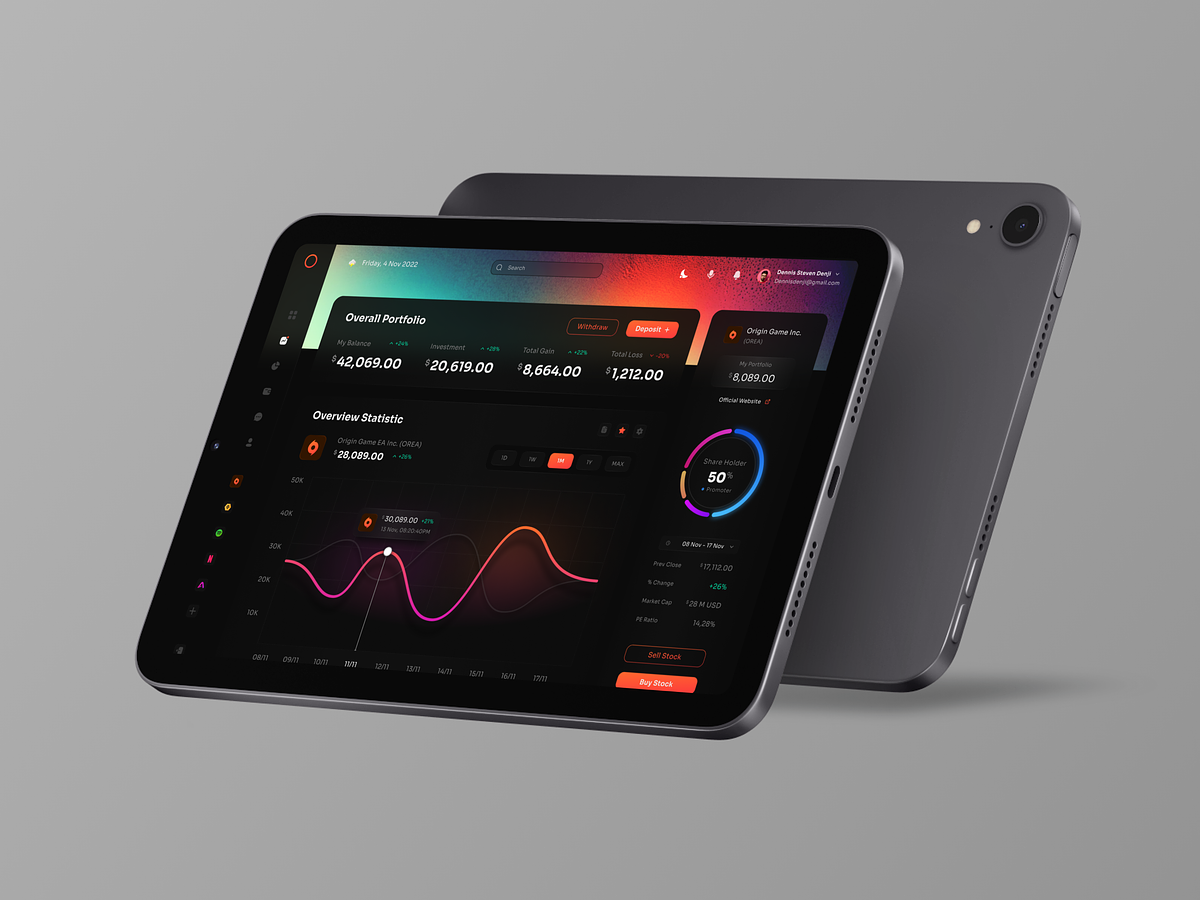 Friday, 4 Nov 2022
Search
Dennis Steven Denji
Dennisdenji@gmail.com
Overall Portfolio
Withdraw
Deposit +
My Balance +24%
$42,069.00
Investment +28%
$20,619.00
Total Gain +22%
$8,664.00
Total Loss -20%
$1,212.00
Origin Game Inc.
(OREA)
My Portfolio
$8,089.00
Official Website
Overview Statistic
Origin Game EA Inc. (OREA)
$28,089.00 +26%
1D 1W 1M 1Y MAX
50K
40K
30K
20K
10K
$30,089.00 +21%
13 Nov, 08:20:40PM
08/11 09/11 10/11 11/11 12/11 13/11 14/11 15/11 16/11 17/11
Share Holder
50%
Promoter
08 Nov - 17 Nov
Prev Close $17,112.00
% Change +26%
Market Cap $28 M USD
PE Ratio 14,28%
Sell Stock
Buy Stock